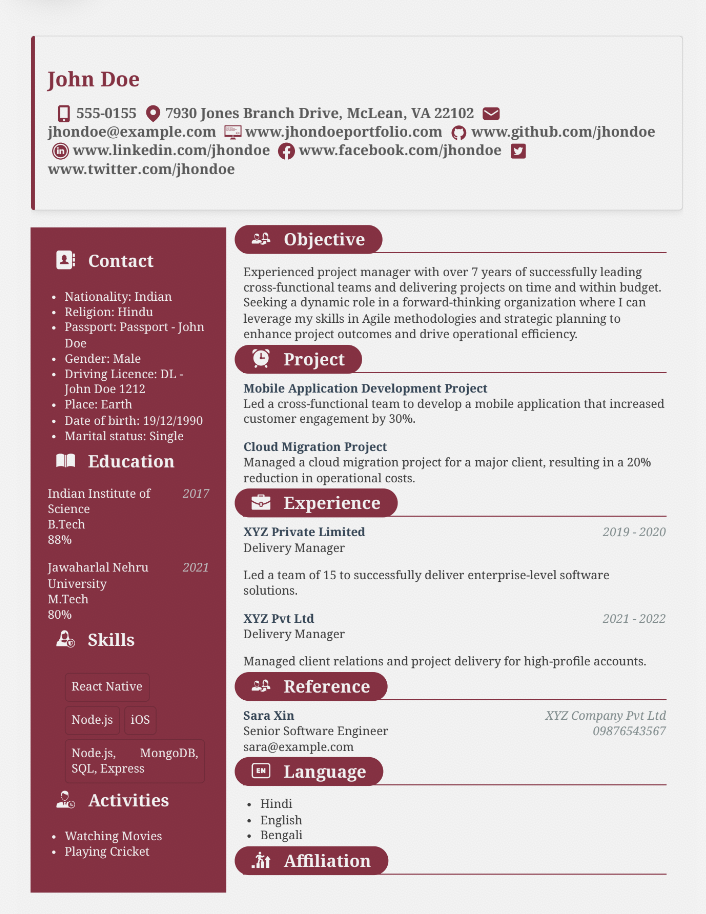 John Doe
555-0155 7930 Jones Branch Drive, McLean, VA 22102
jhondoe@example.com www.jhondoeportfolio.com www.github.com/jhondoe
www.linkedin.com/jhondoe www.facebook.com/jhondoe
www.twitter.com/jhondoe
Contact
• Nationality: Indian
• Religion: Hindu
• Passport: Passport - John
Doe
• Gender: Male
• Driving Licence: DL -
John Doe 1212
• Place: Earth
• Date of birth: 19/12/1990
• Marital status: Single
Education
Indian Institute of 2017
Science
B.Tech
88%
Jawaharlal Nehru 2021
University
M.Tech
80%
Skills
React Native
Node.js iOS
Node.js, MongoDB,
SQL, Express
Activities
• Watching Movies
• Playing Cricket
Objective
Experienced project manager with over 7 years of successfully leading
cross-functional teams and delivering projects on time and within budget.
Seeking a dynamic role in a forward-thinking organization where I can
leverage my skills in Agile methodologies and strategic planning to
enhance project outcomes and drive operational efficiency.
Project
Mobile Application Development Project
Led a cross-functional team to develop a mobile application that increased
customer engagement by 30%.
Cloud Migration Project
Managed a cloud migration project for a major client, resulting in a 20%
reduction in operational costs.
Experience
XYZ Private Limited 2019 - 2020
Delivery Manager
Led a team of 15 to successfully deliver enterprise-level software
solutions.
XYZ Pvt Ltd 2021 - 2022
Delivery Manager
Managed client relations and project delivery for high-profile accounts.
Reference
Sara Xin XYZ Company Pvt Ltd
Senior Software Engineer 09876543567
sara@example.com
EN Language
• Hindi
• English
• Bengali
Affiliation